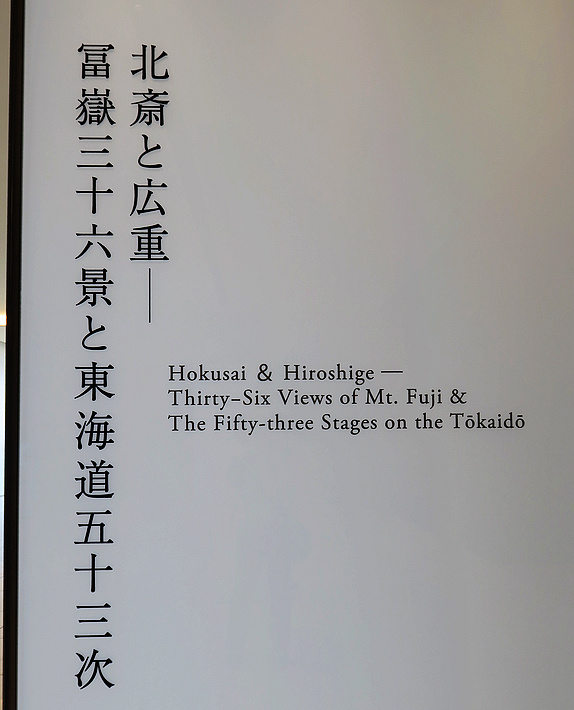 北斎と広重——
冨嶽三十六景と東海道五十三次
Hokusai & Hiroshige —
Thirty-Six Views of Mt. Fuji &
The Fifty-three Stages on the Tōkaidō